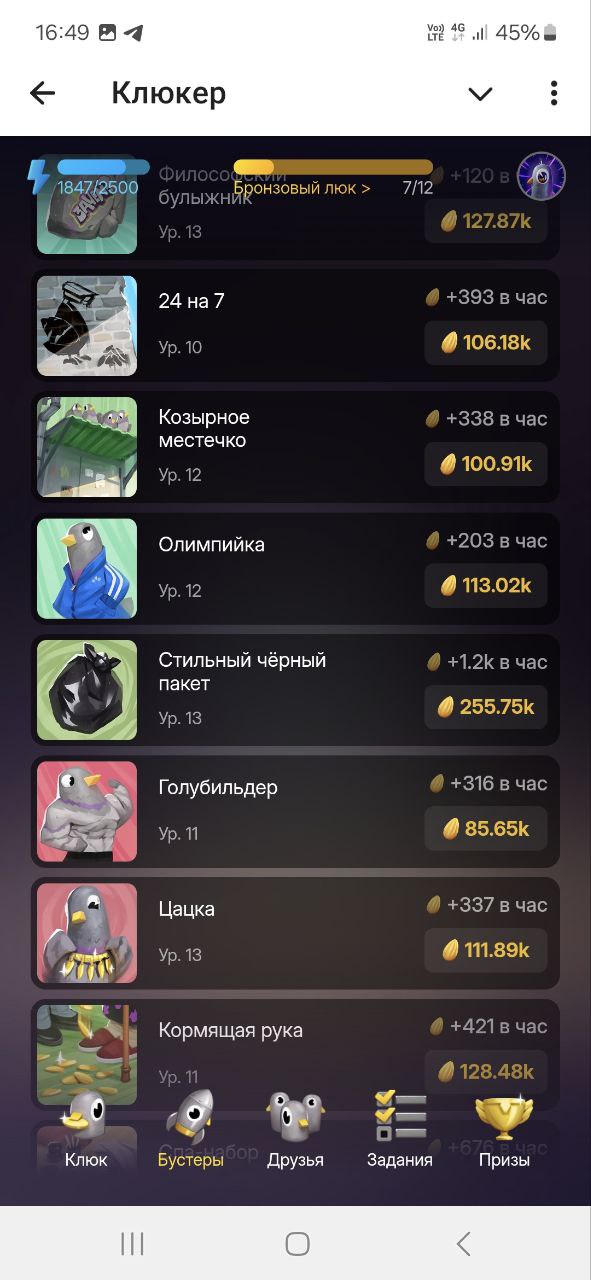 16:49
Vo))
LTE
4G
45%
Клюкер
1847/2500
Бронзовый люк >
7/12
Философский
булыжник
Ур. 13
+120 в
127.87k
24 на 7
Ур. 10
+393 в час
106.18k
Козырное
местечко
Ур. 12
+338 в час
100.91k
Олимпийка
Ур. 12
+203 в час
113.02k
Стильный чёрный
пакет
Ур. 13
+1.2k в час
255.75k
Голубильдер
Ур. 11
+316 в час
85.65k
Цацка
Ур. 13
+337 в час
111.89k
Кормящая рука
Ур. 11
+421 в час
128.48k
Спа-набор
+676 в час
Клюк
Бустеры
Друзья
Задания
Призы